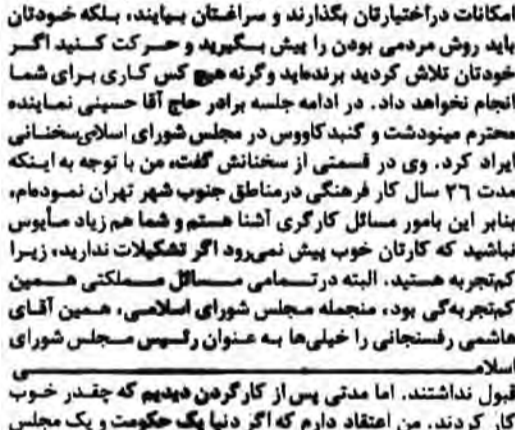 امکانات دراختیارتان بگذارند و سراغتان بیایند، بلکه خودتان
باید روش مردمی بودن را پیش بگیرید و حرکت کنید اگر
خودتان تلاش کردید برنده‌اید وگرنه هیچ کس کاری برای شما
انجام نخواهد داد. در ادامه جلسه برادر حاج آقا حسینی نماینده
محترم مینودشت و گنبدکاووس در مجلس شورای اسلامی‌سخنانی
ایراد کرد. وی در قسمتی از سخنانش گفت، من با توجه به اینکه
مدت ۲۶ سال کار فرهنگی درمناطق جنوب شهر تهران نموده‌ام،
بنابر این بامور مسائل کارگری آشنا هستم و شما هم زیاد مأیوس
نباشید که کارتان خوب پیش نمی‌رود اگر تشکیلات ندارید، زیرا
کم‌تجربه هستید. البته درتمامی مسائل مملکتی همین
کم‌تجربه‌گی بود، منجمله مجلس شورای اسلامی، همین آقای
هاشمی رفسنجانی را خیلی‌ها به عنوان رئیس مجلس شورای
اسلامی
قبول نداشتند. اما مدتی پس از کارگردن دیدیم که چقدر خوب
کار کردند. من اعتقاد دارم که اگر دنیا یک حکومت و یک مجلس